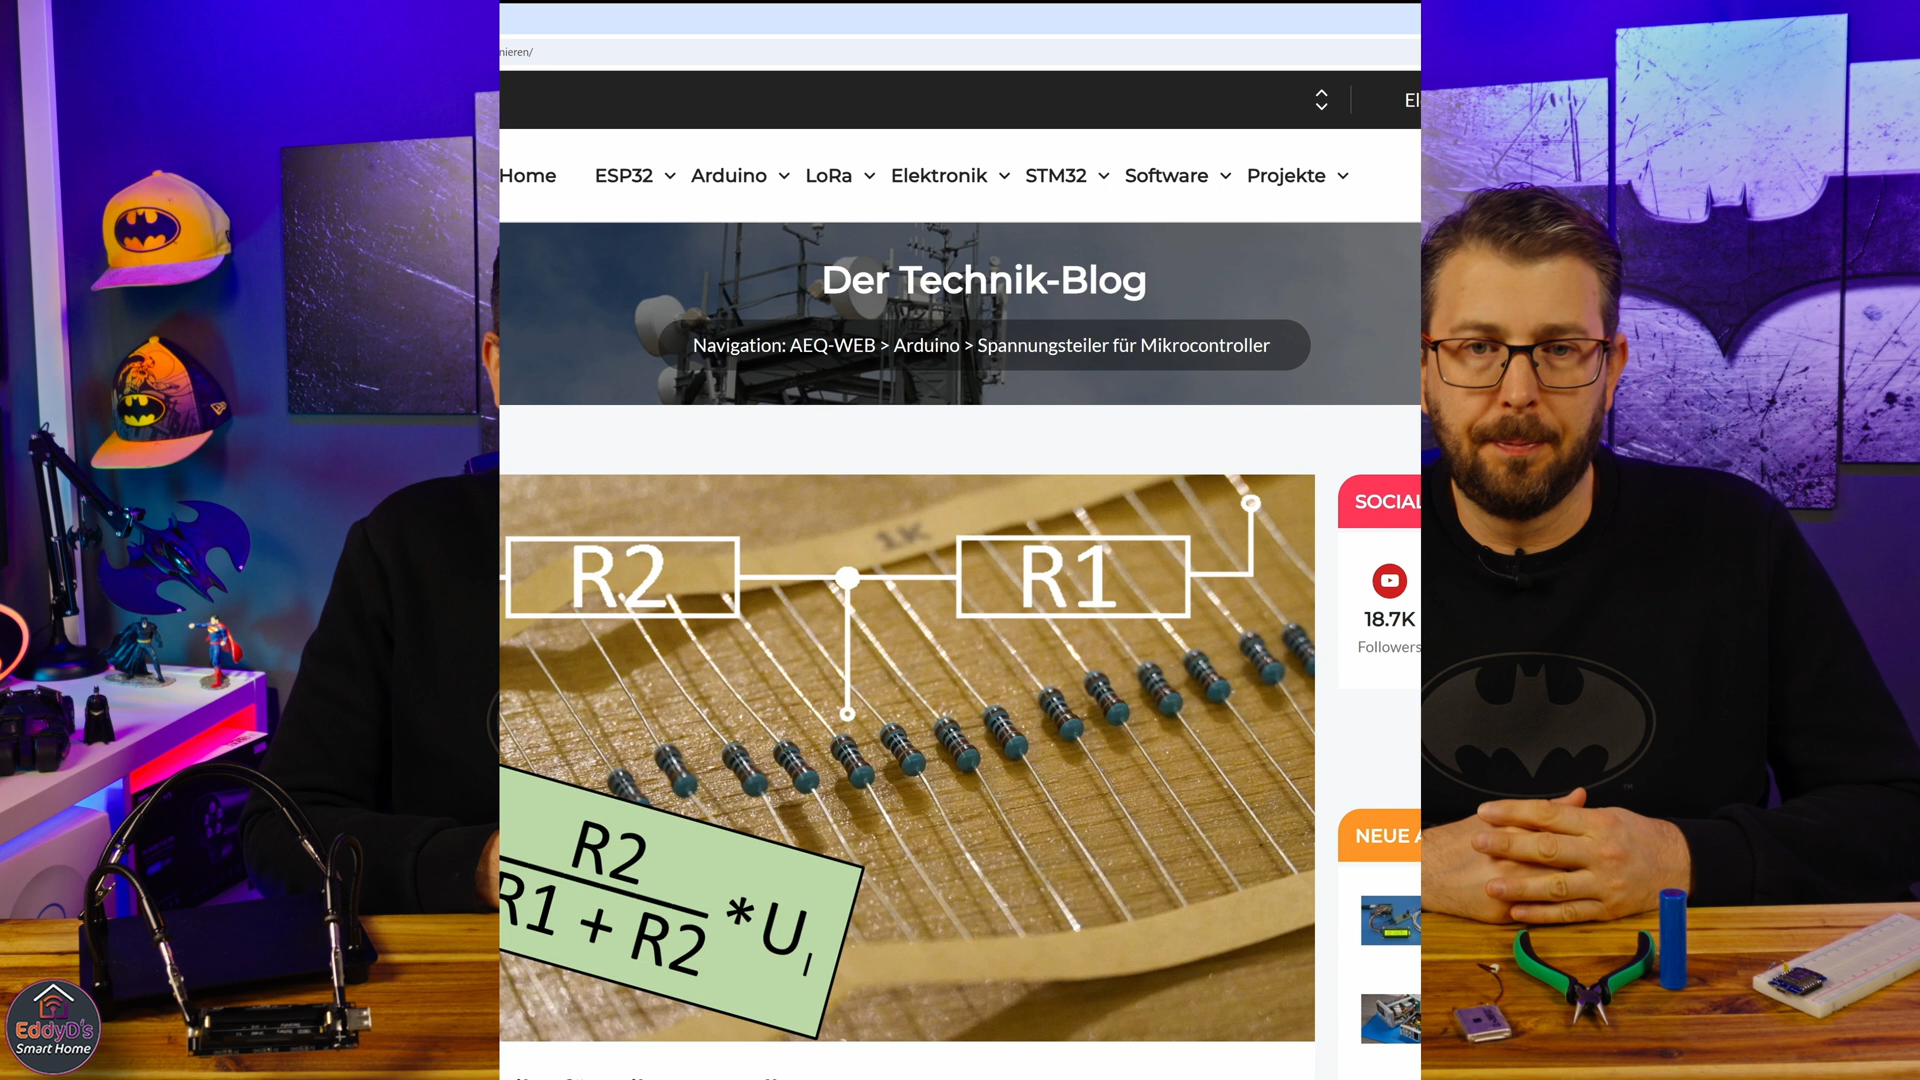 nieren/
El
Home ESP32 Arduino LoRa Elektronik STM32 Software Projekte
Der Technik-Blog
Navigation: AEQ-WEB > Arduino > Spannungsteiler für Mikrocontroller
SOCIAL
1K
R2 R1
18.7K
Followers
R2
R1 + R2 * U I
NEUE A
EddyD's
Smart Home